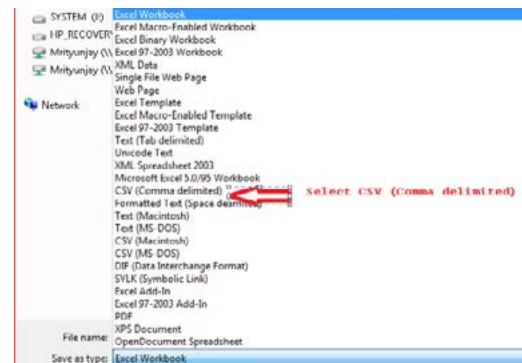 SYSTEM (I:)
HP_RECOVERY
Mrityunjay (\\
Mrityunjay (\\
Network
Excel Workbook
Excel Macro-Enabled Workbook
Excel Binary Workbook
Excel 97-2003 Workbook
XML Data
Single File Web Page
Web Page
Excel Template
Excel Macro-Enabled Template
Excel 97-2003 Template
Text (Tab delimited)
Unicode Text
XML Spreadsheet 2003
Microsoft Excel 5.0/95 Workbook
CSV (Comma delimited)
Select CSV (Comma delimited)
Formatted Text (Space delimited)
Text (Macintosh)
Text (MS-DOS)
CSV (Macintosh)
CSV (MS-DOS)
DIF (Data Interchange Format)
SYLK (Symbolic Link)
Excel Add-In
Excel 97-2003 Add-In
PDF
XPS Document
OpenDocument Spreadsheet
File name:
Save as type: Excel Workbook